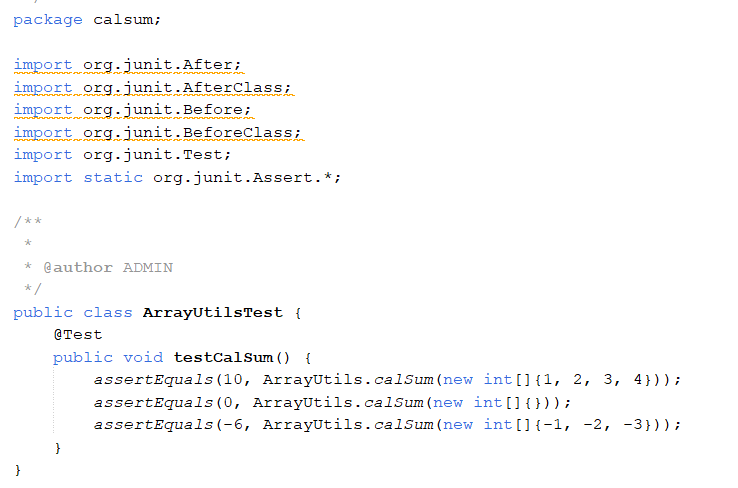 package calsum;
import org.junit.After;
import org.junit.AfterClass;
import org.junit.Before;
import org.junit.BeforeClass;
import org.junit.Test;
import static org.junit.Assert.*;
/**
 *
 * @author ADMIN
 */
public class ArrayUtilsTest {
    @Test
    public void testCalSum() {
        assertEquals(10, ArrayUtils.calSum(new int[]{1, 2, 3, 4}));
        assertEquals(0, ArrayUtils.calSum(new int[]{}));
        assertEquals(-6, ArrayUtils.calSum(new int[]{-1, -2, -3}));
    }
}